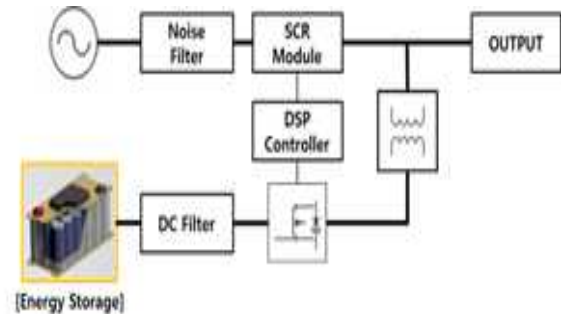 Noise
Filter
SCR
Module
OUTPUT
DSP
Controller
DC Filter
[Energy Storage]